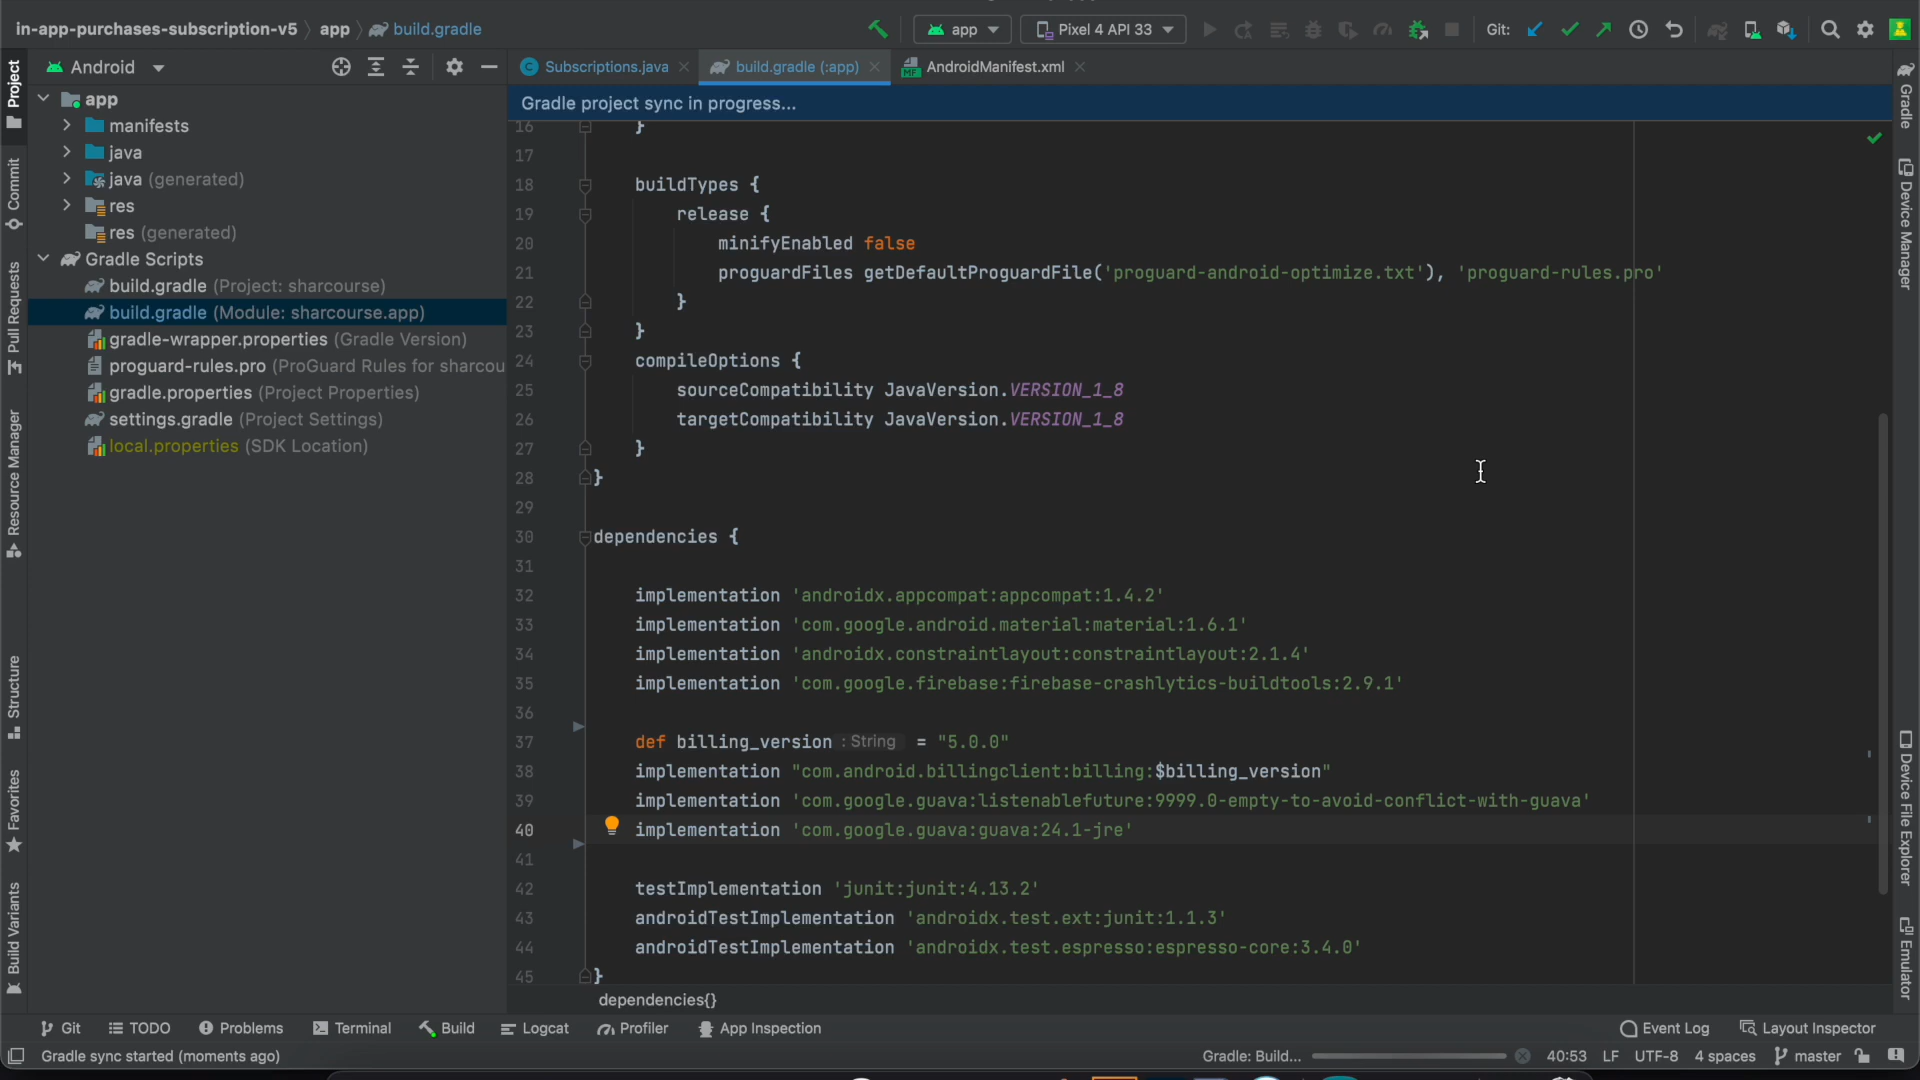 in-app-purchases-subscription-v5 app build.gradle
app
Pixel 4 API 33
Git:
Android
Subscriptions.java
build.gradle (:app)
AndroidManifest.xml
Gradle project sync in progress...
Project
Commit
Pull Requests
Resource Manager
Structure
Favorites
Build Variants
app
manifests
java
java (generated)
res
res (generated)
Gradle Scripts
build.gradle (Project: sharcourse)
build.gradle (Module: sharcourse.app)
gradle-wrapper.properties (Gradle Version)
proguard-rules.pro (ProGuard Rules for sharcou
gradle.properties (Project Properties)
settings.gradle (Project Settings)
local.properties (SDK Location)
16 }
17
18 buildTypes {
19 release {
20 minifyEnabled false
21 proguardFiles getDefaultProguardFile('proguard-android-optimize.txt'), 'proguard-rules.pro'
22 }
23 }
24 compileOptions {
25 sourceCompatibility JavaVersion.VERSION_1_8
26 targetCompatibility JavaVersion.VERSION_1_8
27 }
28 }
29
30 dependencies {
31
32 implementation 'androidx.appcompat:appcompat:1.4.2'
33 implementation 'com.google.android.material:material:1.6.1'
34 implementation 'androidx.constraintlayout:constraintlayout:2.1.4'
35 implementation 'com.google.firebase:firebase-crashlytics-buildtools:2.9.1'
36
37 def billing_version : String = "5.0.0"
38 implementation "com.android.billingclient:billing:$billing_version"
39 implementation 'com.google.guava:listenablefuture:9999.0-empty-to-avoid-conflict-with-guava'
40 implementation 'com.google.guava:guava:24.1-jre'
41
42 testImplementation 'junit:junit:4.13.2'
43 androidTestImplementation 'androidx.test.ext:junit:1.1.3'
44 androidTestImplementation 'androidx.test.espresso:espresso-core:3.4.0'
45 }
dependencies{}
Gradle
Device Manager
Device File Explorer
Emulator
Git TODO Problems Terminal Build Logcat Profiler App Inspection
Event Log Layout Inspector
Gradle sync started (moments ago)
Gradle: Build...
40:53 LF UTF-8 4 spaces master